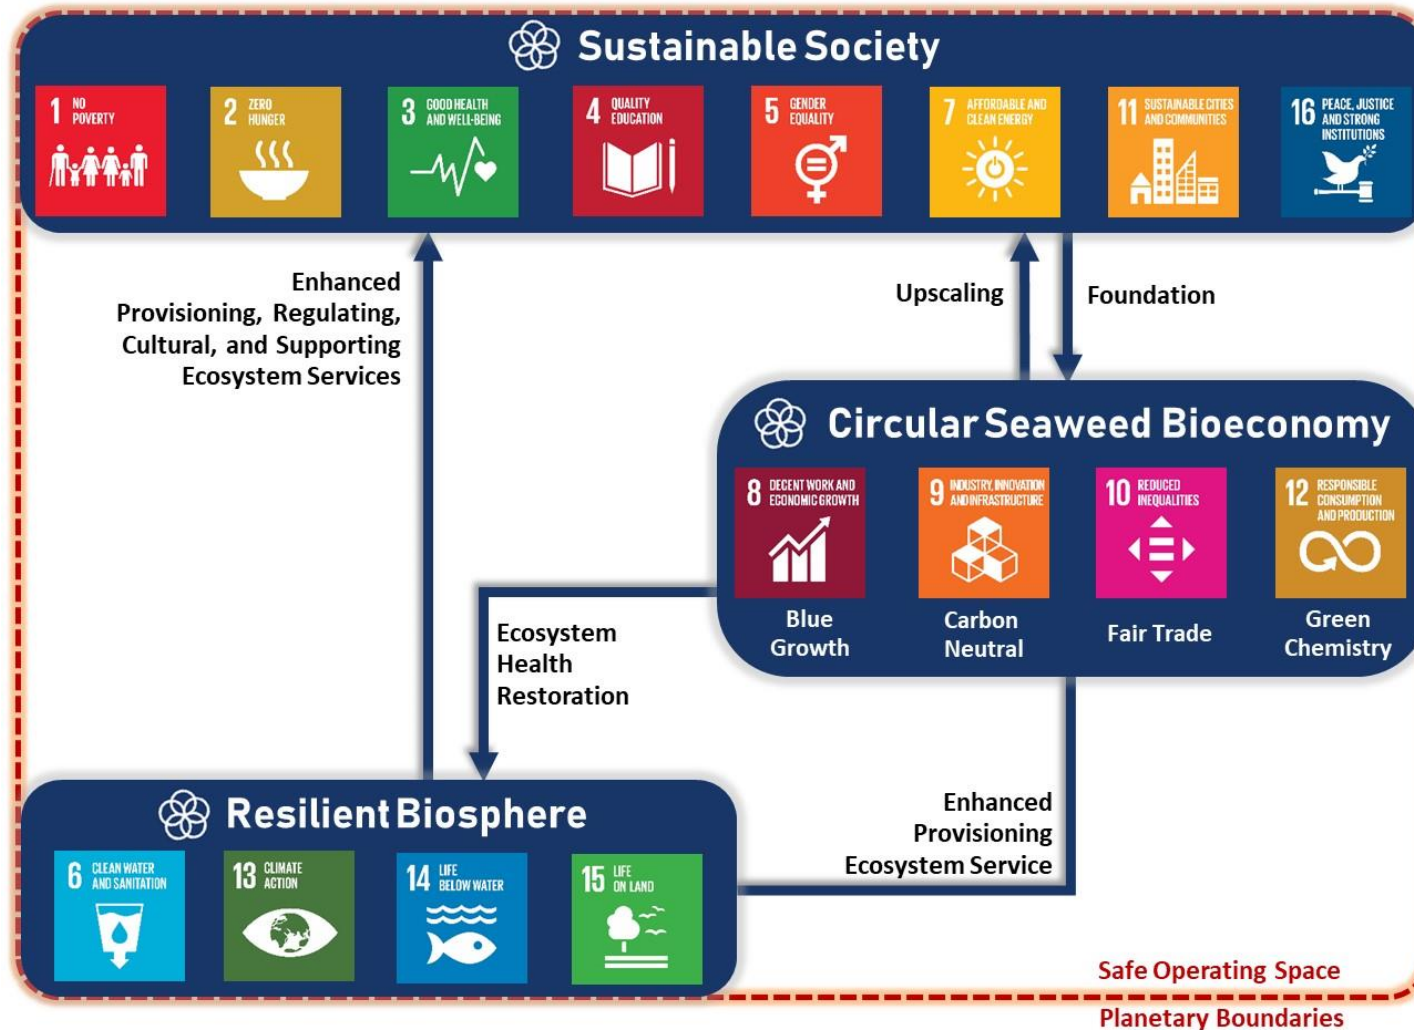 Sustainable Society
1 NO
POVERTY
2 ZERO
HUNGER
3 GOOD HEALTH
AND WELL-BEING
4 QUALITY
EDUCATION
5 GENDER
EQUALITY
7 AFFORDABLE AND
CLEAN ENERGY
11 SUSTAINABLE CITIES
AND COMMUNITIES
16 PEACE, JUSTICE
AND STRONG
INSTITUTIONS
Enhanced
Provisioning, Regulating,
Cultural, and Supporting
Ecosystem Services
Upscaling
Foundation
Circular Seaweed Bioeconomy
8 DECENT WORK AND
ECONOMIC GROWTH
9 INDUSTRY, INNOVATION
AND INFRASTRUCTURE
10 REDUCED
INEQUALITIES
12 RESPONSIBLE
CONSUMPTION
AND PRODUCTION
Blue
Growth
Carbon
Neutral
Fair Trade
Green
Chemistry
Ecosystem
Health
Restoration
Resilient Biosphere
6 CLEAN WATER
AND SANITATION
13 CLIMATE
ACTION
14 LIFE
BELOW WATER
15 LIFE
ON LAND
Enhanced
Provisioning
Ecosystem Service
Safe Operating Space
Planetary Boundaries